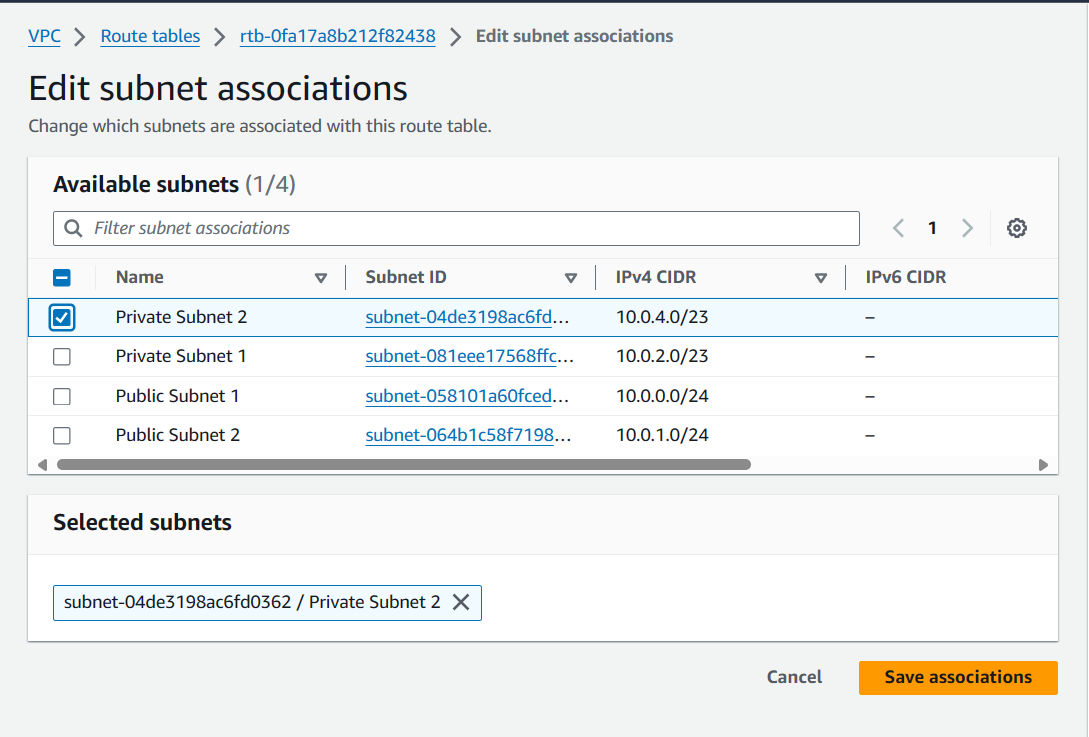 VPC > Route tables > rtb-0fa17a8b212f82438 > Edit subnet associations
Edit subnet associations
Change which subnets are associated with this route table.
Available subnets (1/4)
Filter subnet associations
1
Name Subnet ID IPv4 CIDR IPv6 CIDR
Private Subnet 2 subnet-04de3198ac6fd... 10.0.4.0/23 –
Private Subnet 1 subnet-081eee17568ffc... 10.0.2.0/23 –
Public Subnet 1 subnet-058101a60fced... 10.0.0.0/24 –
Public Subnet 2 subnet-064b1c58f7198... 10.0.1.0/24 –
Selected subnets
subnet-04de3198ac6fd0362 / Private Subnet 2
Cancel Save associations